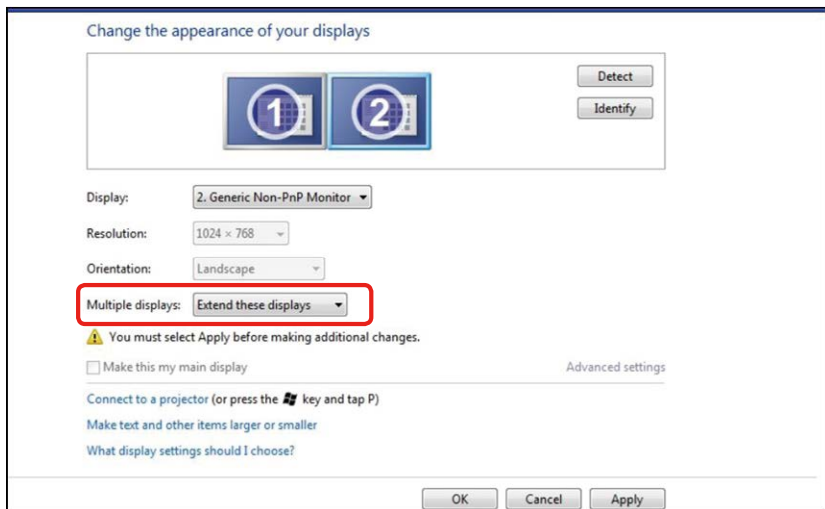 Change the appearance of your displays
1 2
Detect
Identify
Display: 2. Generic Non-PnP Monitor
Resolution: 1024 × 768
Orientation: Landscape
Multiple displays: Extend these displays
You must select Apply before making additional changes.
Make this my main display Advanced settings
Connect to a projector (or press the key and tap P)
Make text and other items larger or smaller
What display settings should I choose?
OK Cancel Apply